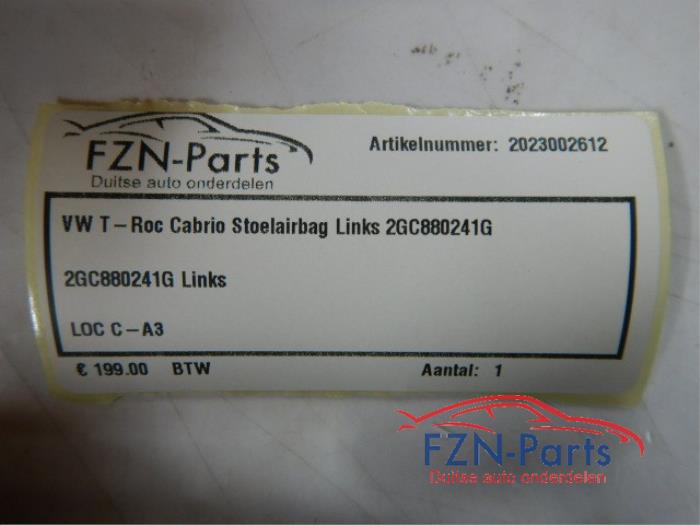 FZN-Parts
Duitse auto onderdelen
Artikelnummer: 2023002612
VW T-Roc Cabrio Stoelairbag Links 2GC880241G
2GC880241G Links
LOC C-A3
€ 199.00 BTW Aantal: 1
FZN-Parts
Duitse auto onderdelen